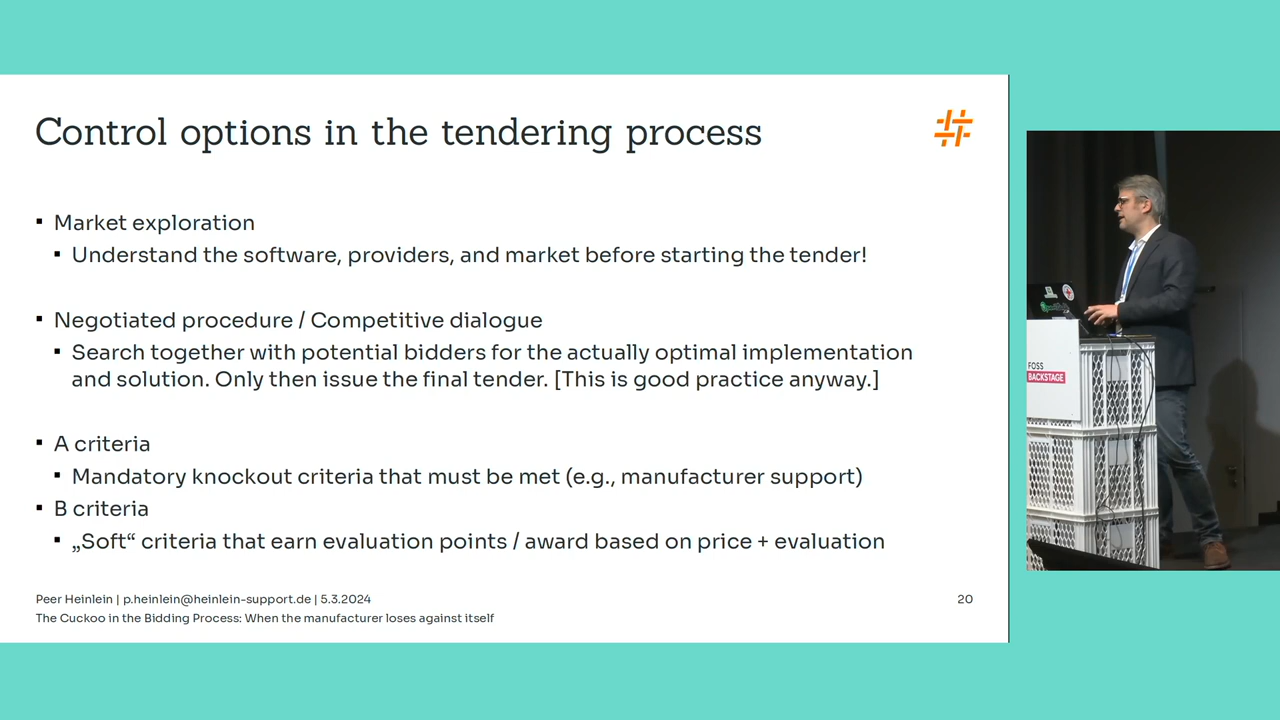 Control options in the tendering process
▪ Market exploration
▪ Understand the software, providers, and market before starting the tender!
▪ Negotiated procedure / Competitive dialogue
▪ Search together with potential bidders for the actually optimal implementation
and solution. Only then issue the final tender. [This is good practice anyway.]
▪ A criteria
▪ Mandatory knockout criteria that must be met (e.g., manufacturer support)
▪ B criteria
▪ „Soft“ criteria that earn evaluation points / award based on price + evaluation
Peer Heinlein | p.heinlein@heinlein-support.de | 5.3.2024
20
The Cuckoo in the Bidding Process: When the manufacturer loses against itself
FOSS
BACKSTAGE